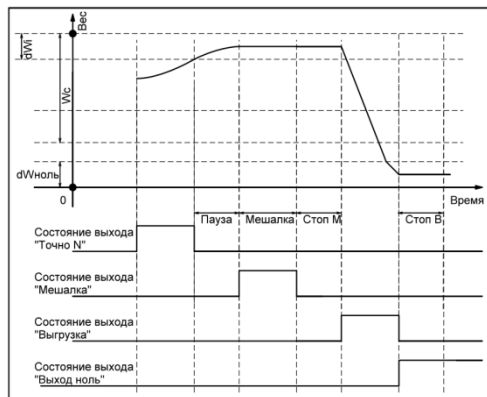 Вес
dWi
Wc
dWноль
0
Время
Пауза
Мешалка
Стоп М
Стоп В
Состояние выхода
"Точно N"
Состояние выхода
"Мешалка"
Состояние выхода
"Выгрузка"
Состояние выхода
"Выход ноль"